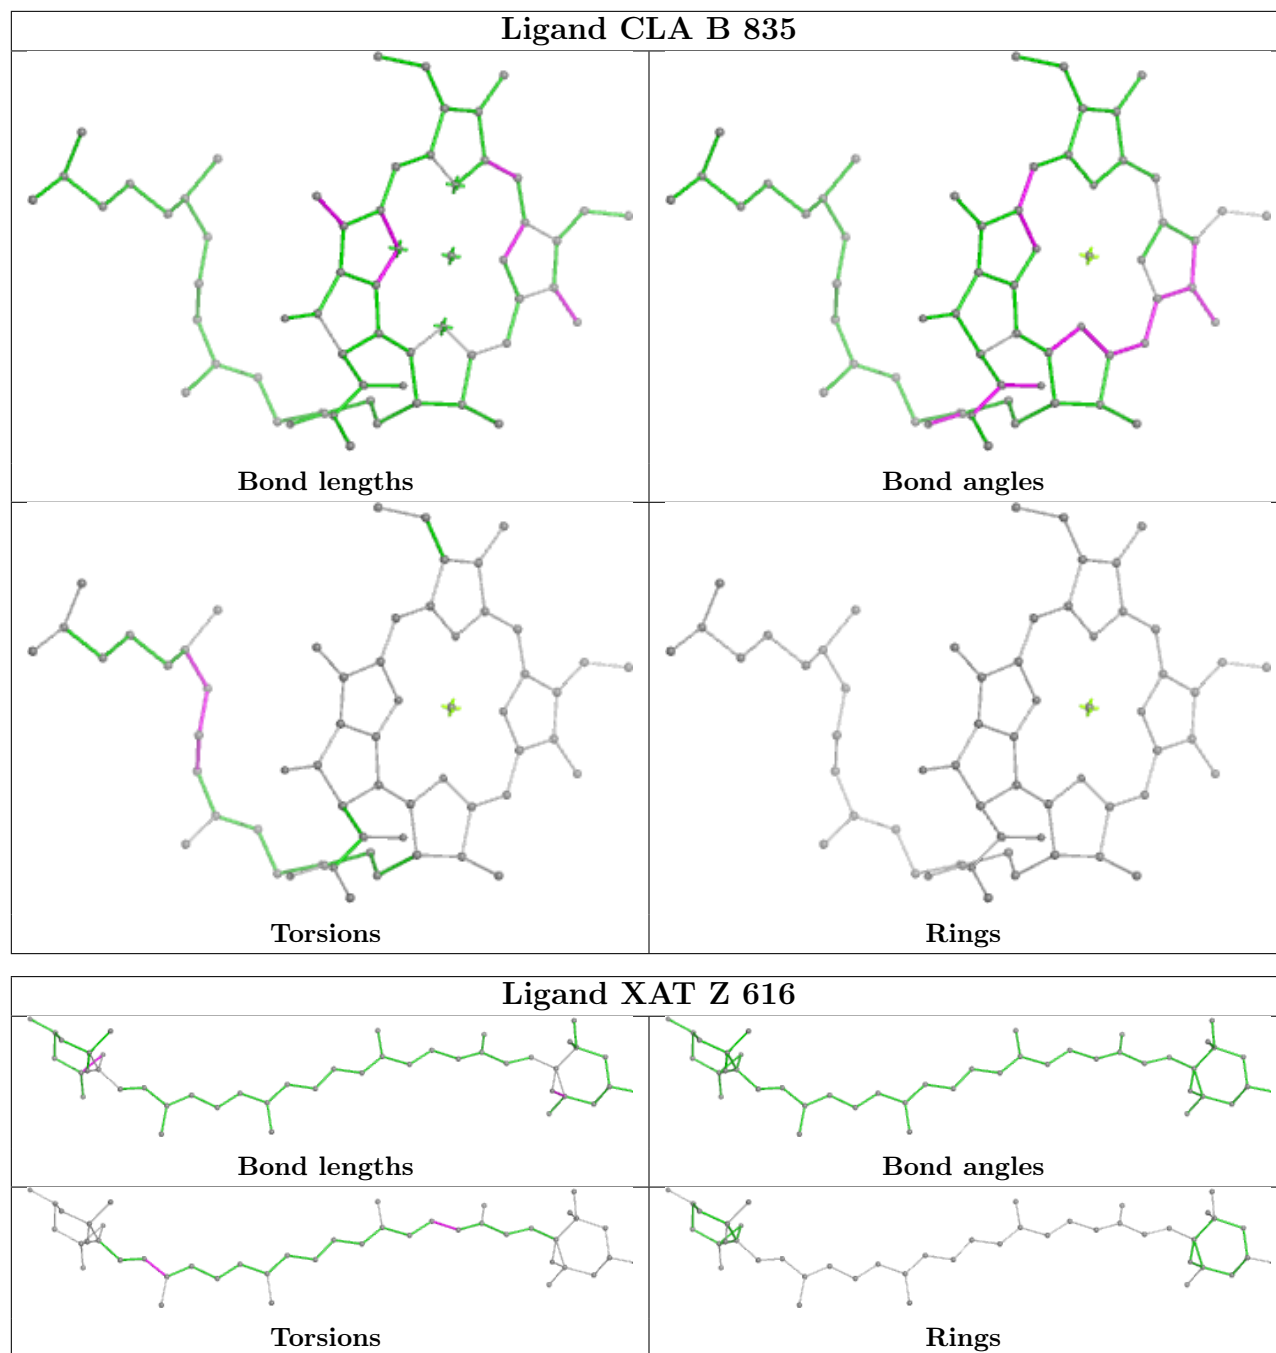 Ligand CLA B 835
Bond lengths
Bond angles
Torsions
Rings
Ligand XAT Z 616
Bond lengths
Bond angles
Torsions
Rings